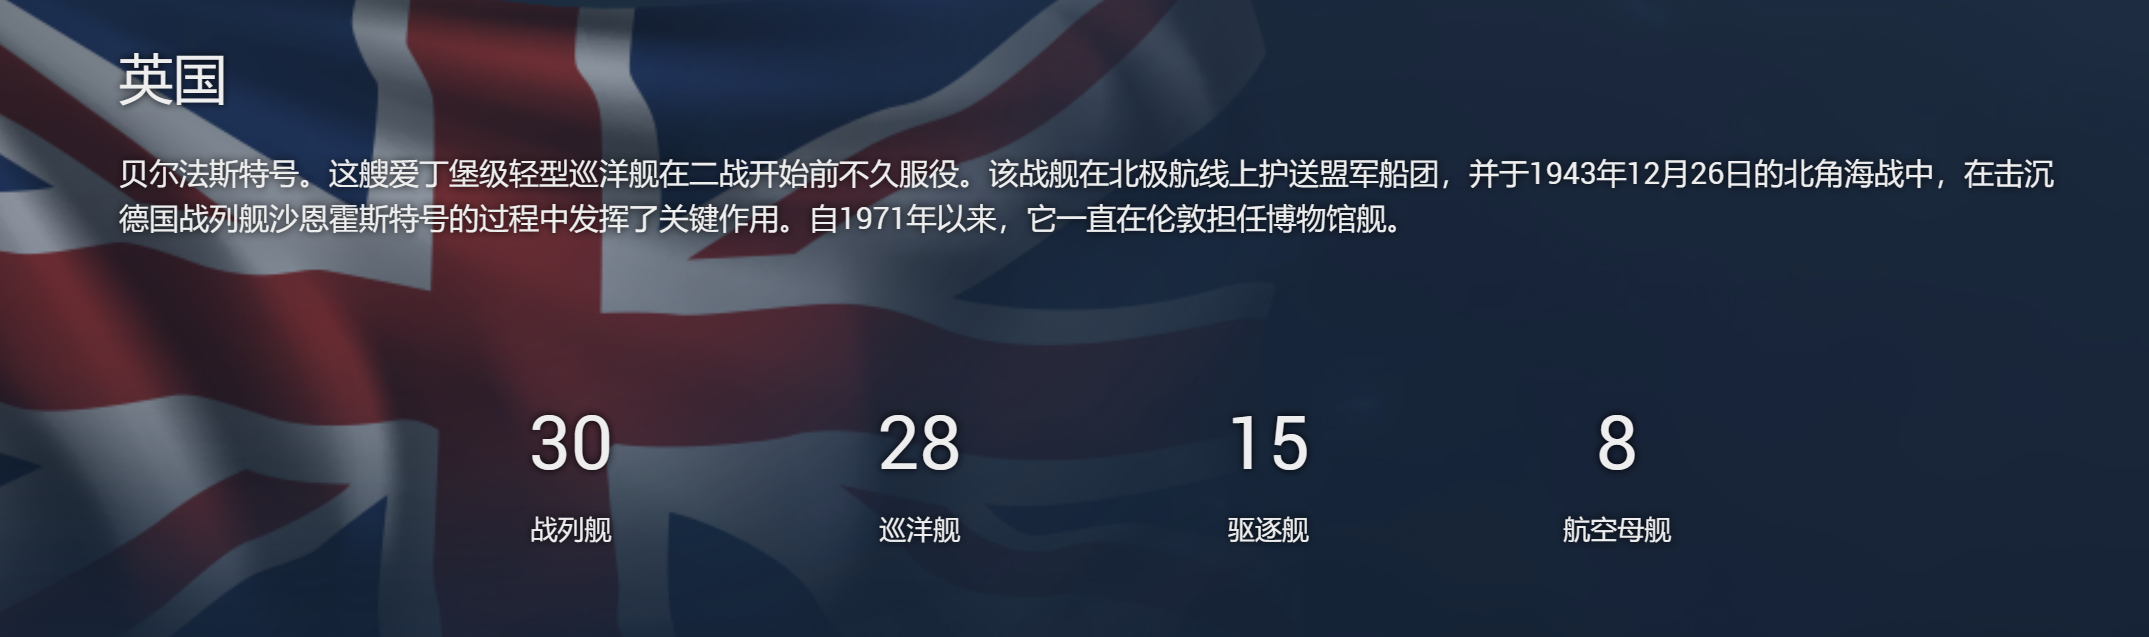 英国
贝尔法斯特号。这艘爱丁堡级轻型巡洋舰在二战开始前不久服役。该战舰在北极航线上护送盟军船团，并于1943年12月26日的北角海战中，在击沉
德国战列舰沙恩霍斯特号的过程中发挥了关键作用。自1971年以来，它一直在伦敦担任博物馆舰。
30 28 15 8
战列舰 巡洋舰 驱逐舰 航空母舰